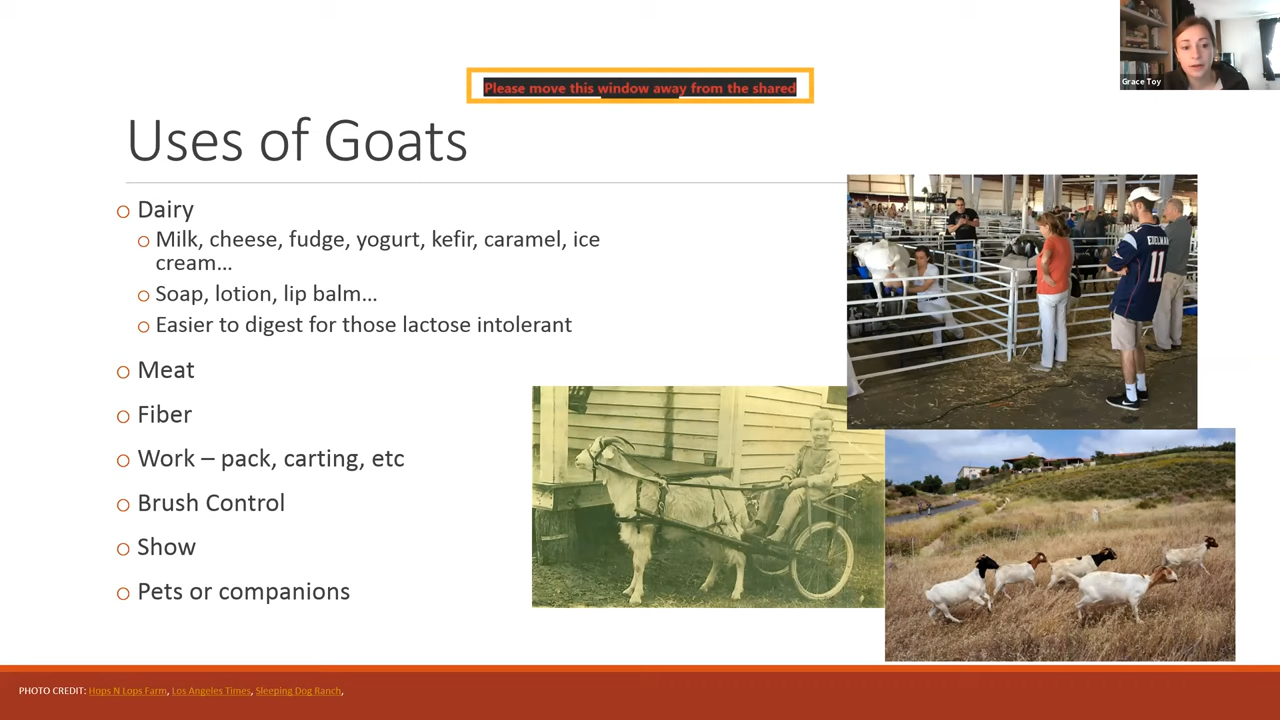 Grace Toy
Please move this window away from the shared
Uses of Goats
o Dairy
o Milk, cheese, fudge, yogurt, kefir, caramel, ice
cream…
o Soap, lotion, lip balm…
o Easier to digest for those lactose intolerant
o Meat
o Fiber
o Work – pack, carting, etc
o Brush Control
o Show
o Pets or companions
EDELMAN
11
PHOTO CREDIT: Hops N Lops Farm, Los Angeles Times, Sleeping Dog Ranch,